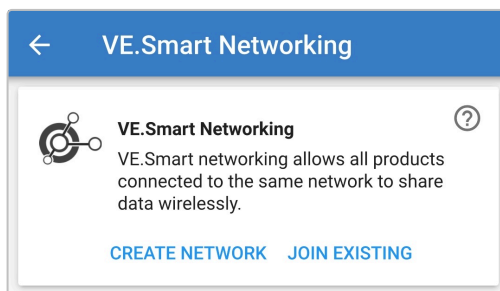 VE.Smart Networking
VE.Smart Networking
VE.Smart networking allows all products
connected to the same network to share
data wirelessly.
CREATE NETWORK JOIN EXISTING